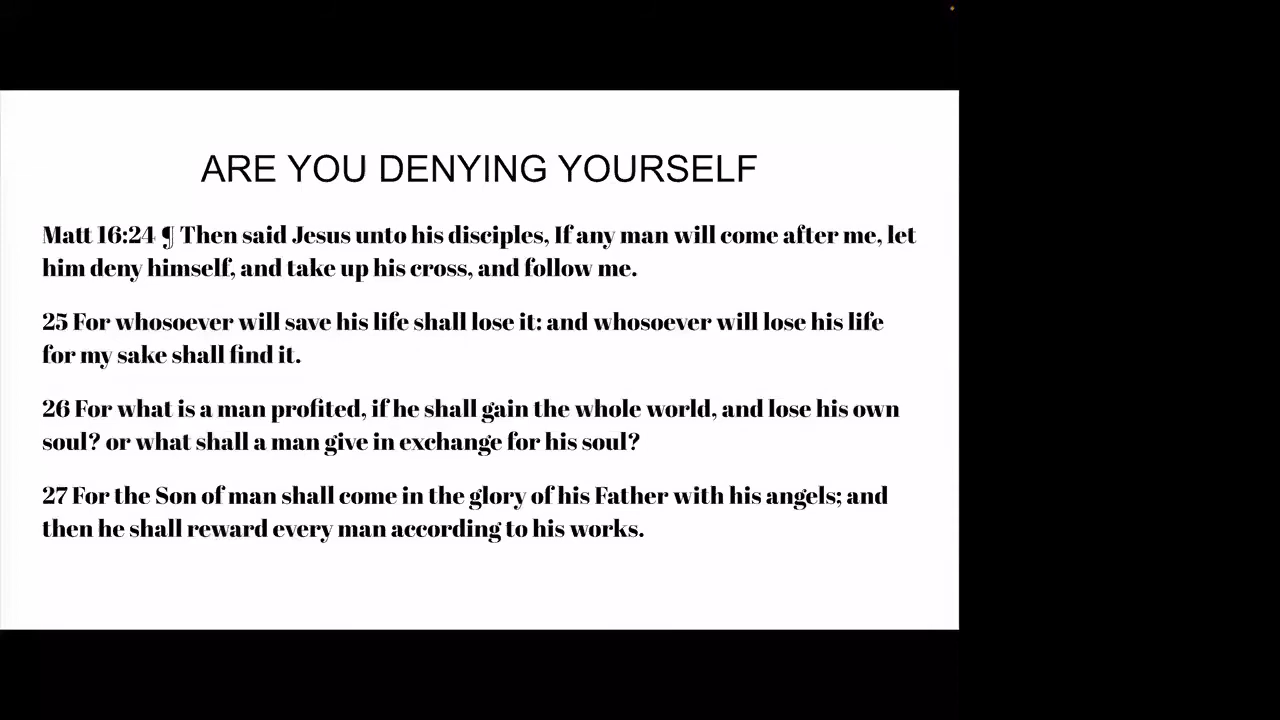 ARE YOU DENYING YOURSELF
Matt 16:24 ¶ Then said Jesus unto his disciples, If any man will come after me, let
him deny himself, and take up his cross, and follow me.
25 For whosoever will save his life shall lose it: and whosoever will lose his life
for my sake shall find it.
26 For what is a man profited, if he shall gain the whole world, and lose his own
soul? or what shall a man give in exchange for his soul?
27 For the Son of man shall come in the glory of his Father with his angels; and
then he shall reward every man according to his works.